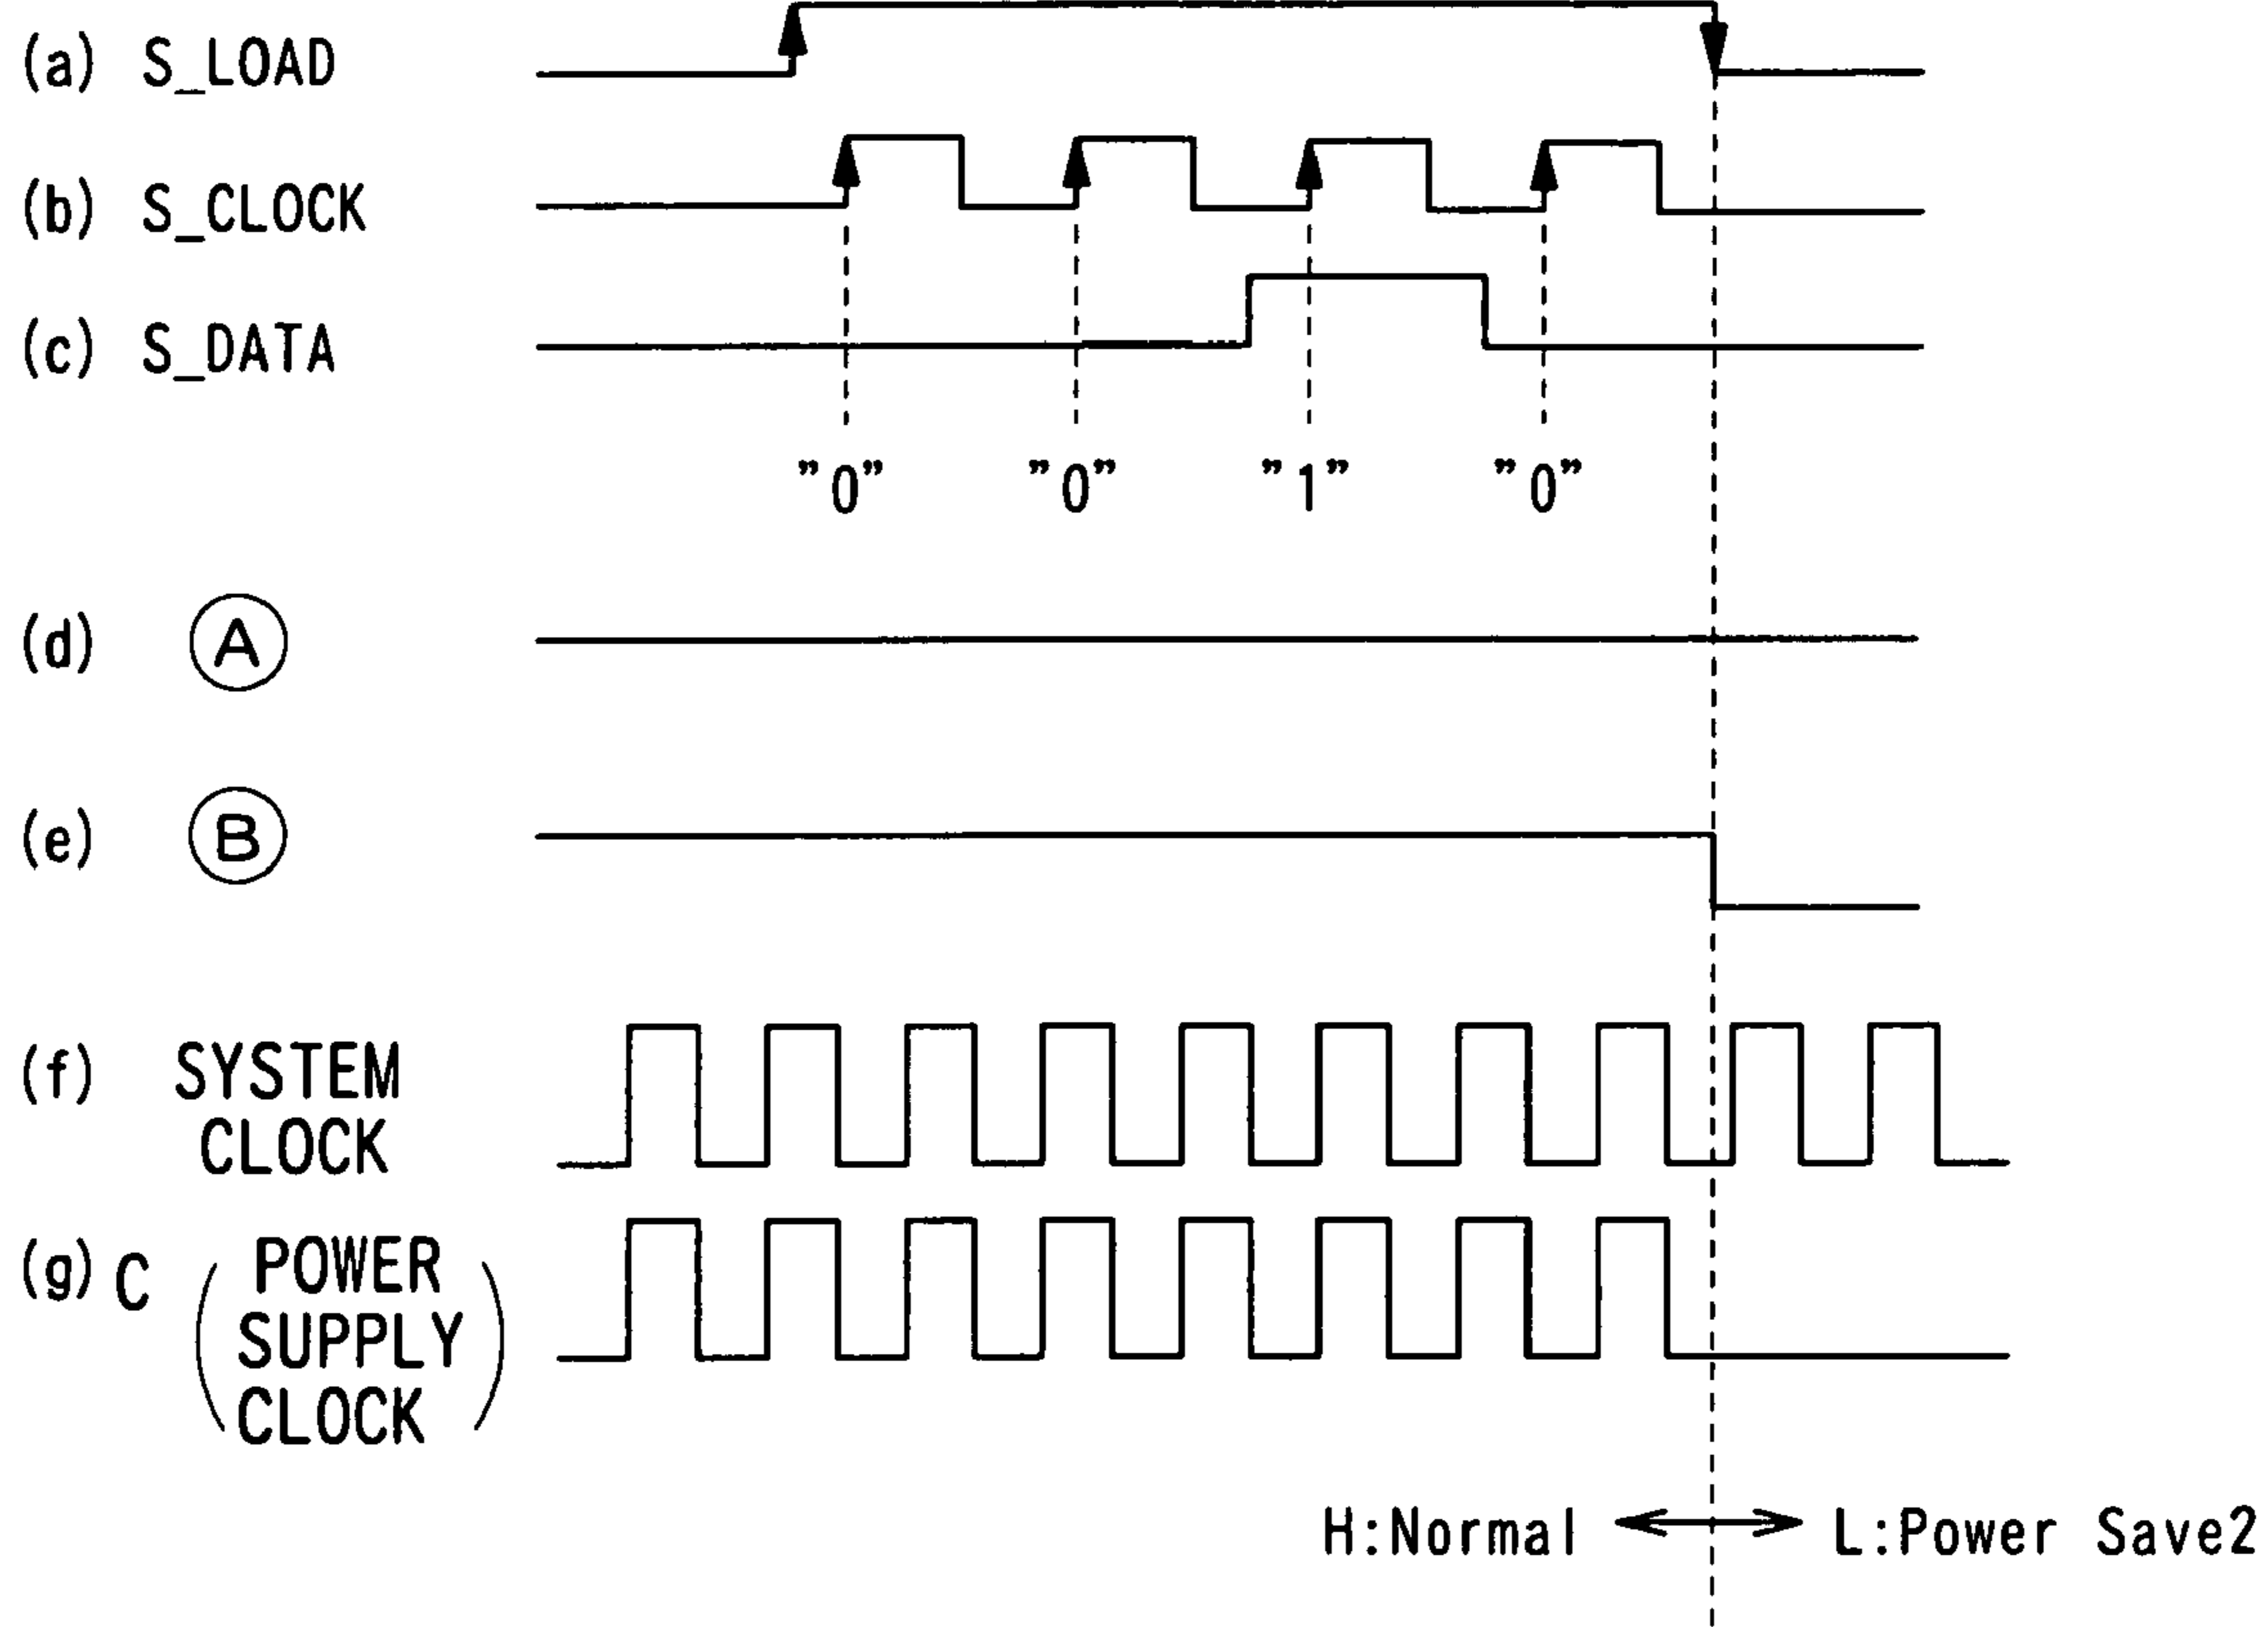 (a) S_LOAD
(b) S_CLOCK
(c) S_DATA
"0" "0" "1" "0"
(d) A
(e) B
(f) SYSTEM
CLOCK
(g) C ( POWER
SUPPLY
CLOCK )
H:Normal L:Power Save2